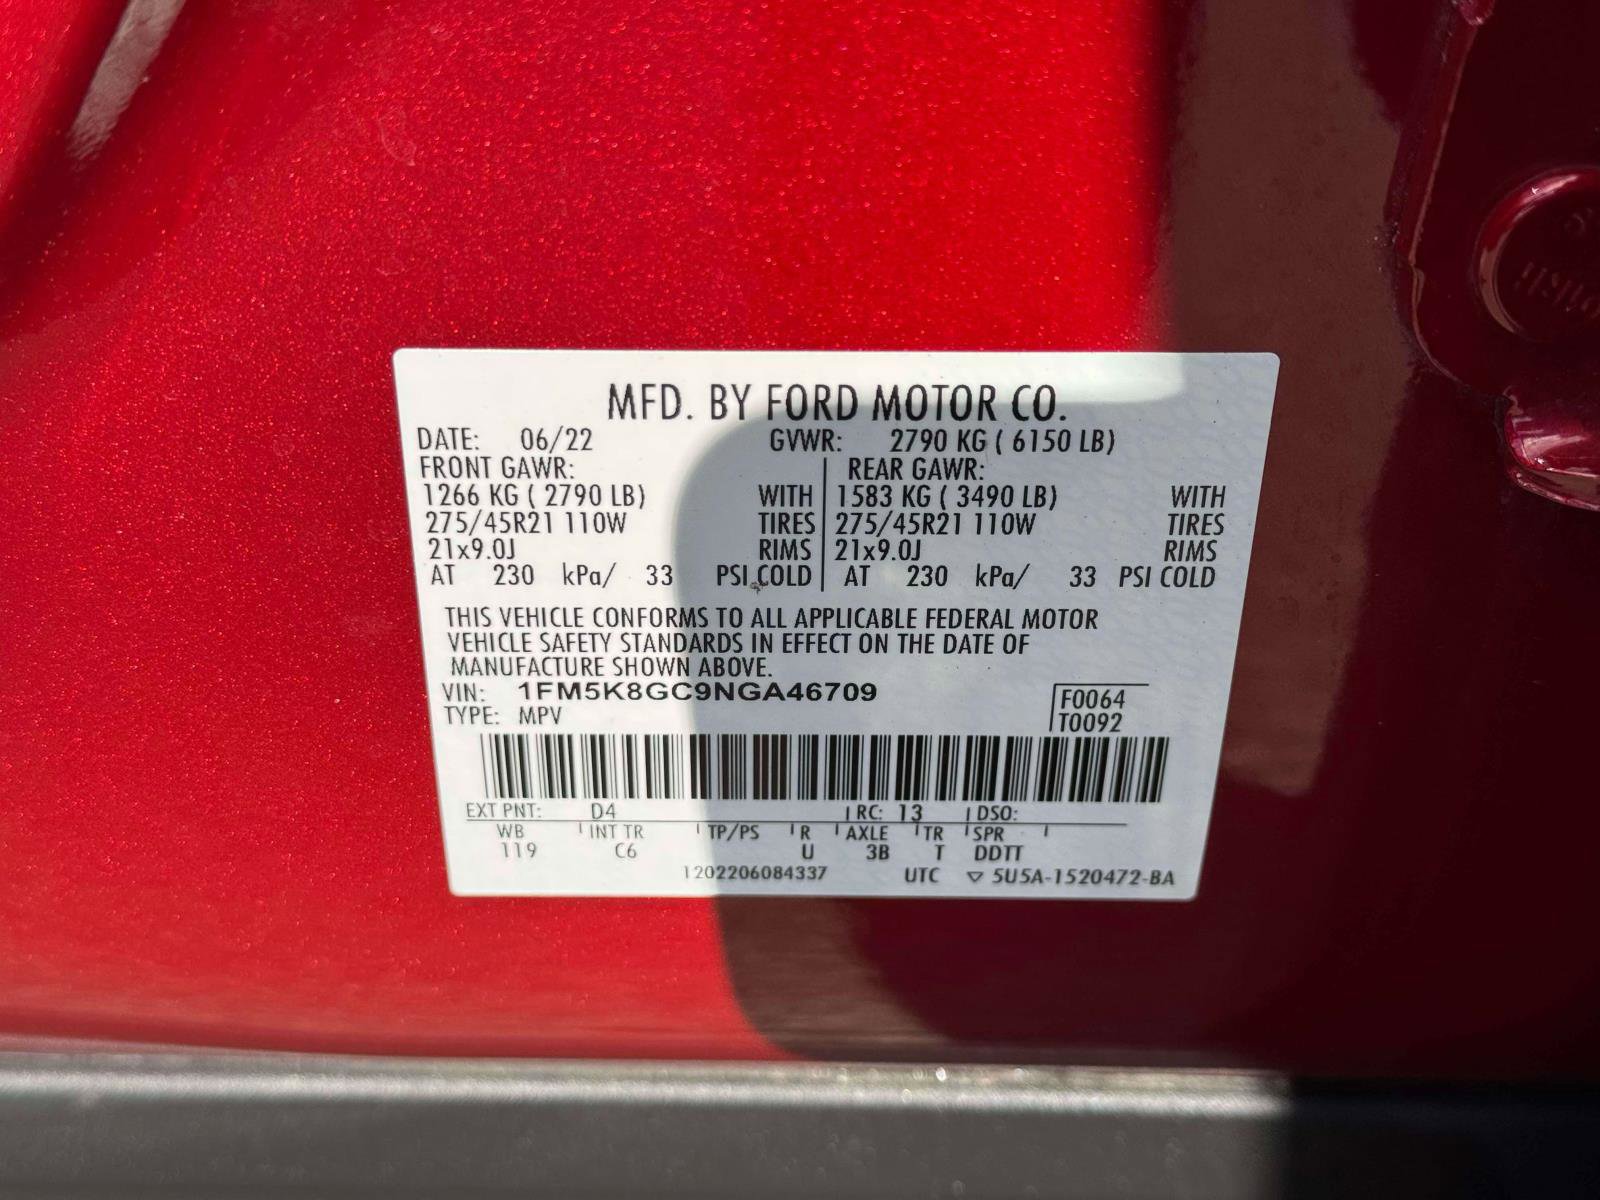 MFD. BY FORD MOTOR CO.
DATE: 06/22 GVWR: 2790 KG ( 6150 LB)
FRONT GAWR: REAR GAWR:
1266 KG ( 2790 LB) WITH 1583 KG ( 3490 LB) WITH
275/45R21 110W TIRES 275/45R21 110W TIRES
21x9.0J RIMS 21x9.0J RIMS
AT 230 kPa/ 33 PSI COLD AT 230 kPa/ 33 PSI COLD
THIS VEHICLE CONFORMS TO ALL APPLICABLE FEDERAL MOTOR
VEHICLE SAFETY STANDARDS IN EFFECT ON THE DATE OF
MANUFACTURE SHOWN ABOVE.
VIN: 1FM5K8GC9NGA46709 F0064
TYPE: MPV T0092
EXT PNT: D4 RC: 13 DSO:
WB INT TR TP/PS R AXLE TR SPR
119 C6 U 3B T DDTT
1202206084337 UTC ▽ 5U5A-1520472-BA